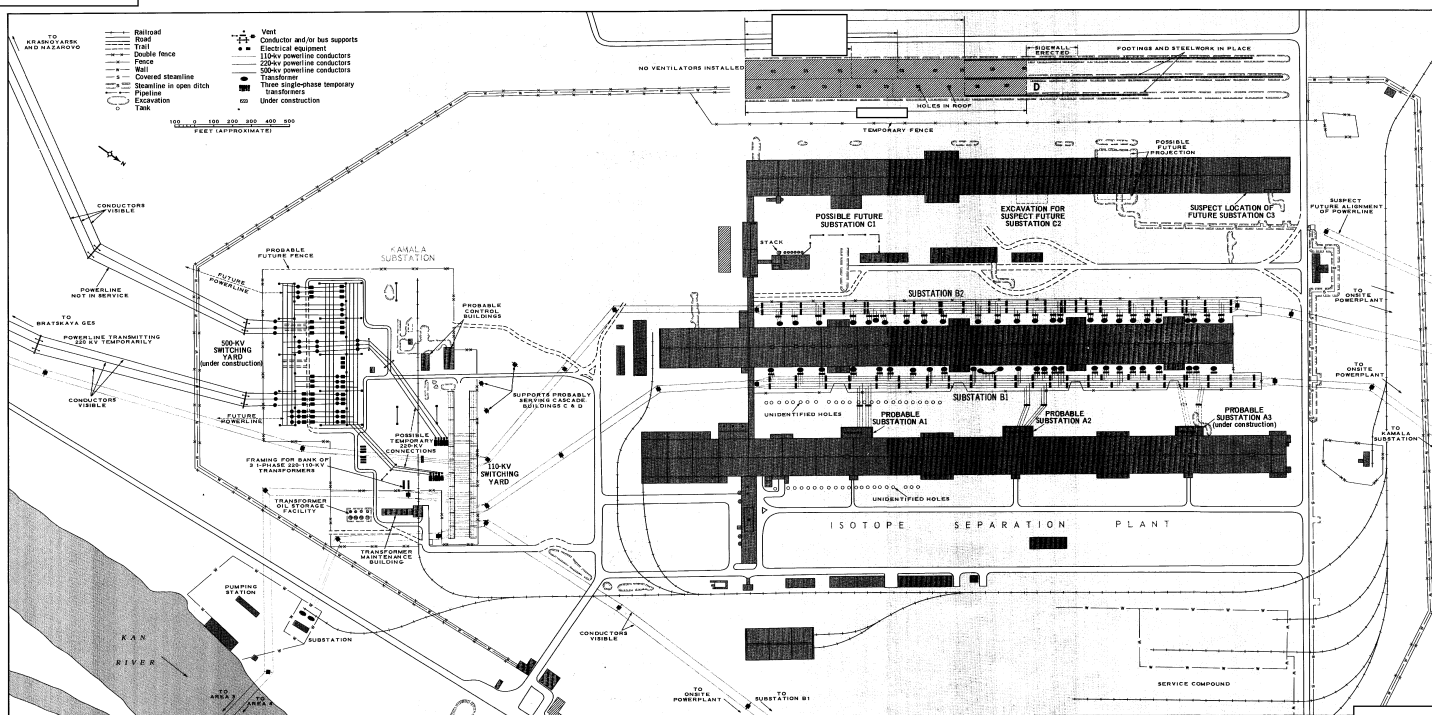 TO
KRASNOYARSK
AND NAZAROVO
Railroad
Road
Trail
Double fence
Fence
Wall
Covered steamline
Steamline in open ditch
Pipeline
Excavation
Tank
Vent
Conductor and/or bus supports
Electrical equipment
110-kv powerline conductors
220-kv powerline conductors
500-kv powerline conductors
Transformer
Three single-phase temporary
transformers
Under construction
100 0 100 200 300 400 500
FEET (APPROXIMATE)
N
NO VENTILATORS INSTALLED
SIDEWALL
ERECTED
FOOTINGS AND STEELWORK IN PLACE
D
HOLES IN ROOF
TEMPORARY FENCE
POSSIBLE
FUTURE
PROJECTION
POSSIBLE FUTURE
SUBSTATION C1
EXCAVATION FOR
SUSPECT FUTURE
SUBSTATION C2
SUSPECT LOCATION OF
FUTURE SUBSTATION C3
SUSPECT
FUTURE ALIGNMENT
OF POWERLINE
STACK
CONDUCTORS
VISIBLE
PROBABLE
FUTURE FENCE
KAMALA
SUBSTATION
FUTURE
POWERLINE
POWERLINE
NOT IN SERVICE
PROBABLE
CONTROL
BUILDINGS
SUBSTATION B2
TO
ONSITE
POWERPLANT
TO
BRATSKAYA GES
POWERLINE TRANSMITTING
220 KV TEMPORARILY
500-KV
SWITCHING
YARD
(under construction)
CONDUCTORS
VISIBLE
FUTURE
POWERLINE
SUPPORTS PROBABLY
SERVING CASCADE
BUILDINGS C & D
TO
ONSITE
POWERPLANT
SUBSTATION B1
UNIDENTIFIED HOLES
PROBABLE
SUBSTATION A1
PROBABLE
SUBSTATION A2
PROBABLE
SUBSTATION A3
(under construction)
TO
KAMALA
SUBSTATION
POSSIBLE
TEMPORARY
220-KV
CONNECTIONS
FRAMING FOR BANK OF
3 1-PHASE 220-110-KV
TRANSFORMERS
110-KV
SWITCHING
YARD
TRANSFORMER
OIL STORAGE
FACILITY
UNIDENTIFIED HOLES
ISOTOPE SEPARATION PLANT
TRANSFORMER
MAINTENANCE
BUILDING
PUMPING
STATION
SUBSTATION
KAN
RIVER
CONDUCTORS
VISIBLE
TO
AREA 3
TO
AREA 4
TO
ONSITE
POWERPLANT
TO
SUBSTATION B1
SERVICE COMPOUND